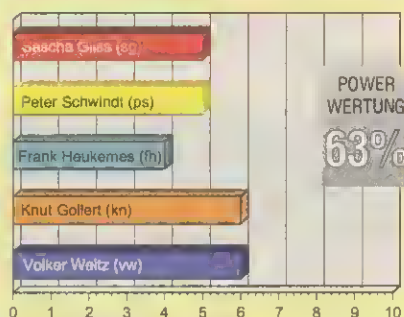 Sascha Glas (sg)
Peter Schwindt (ps)
Frank Heukemes (fh)
Knut Gollert (kn)
Volker Weitz (vw)
POWER
WERTUNG
63%
0 1 2 3 4 5 6 7 8 9 10